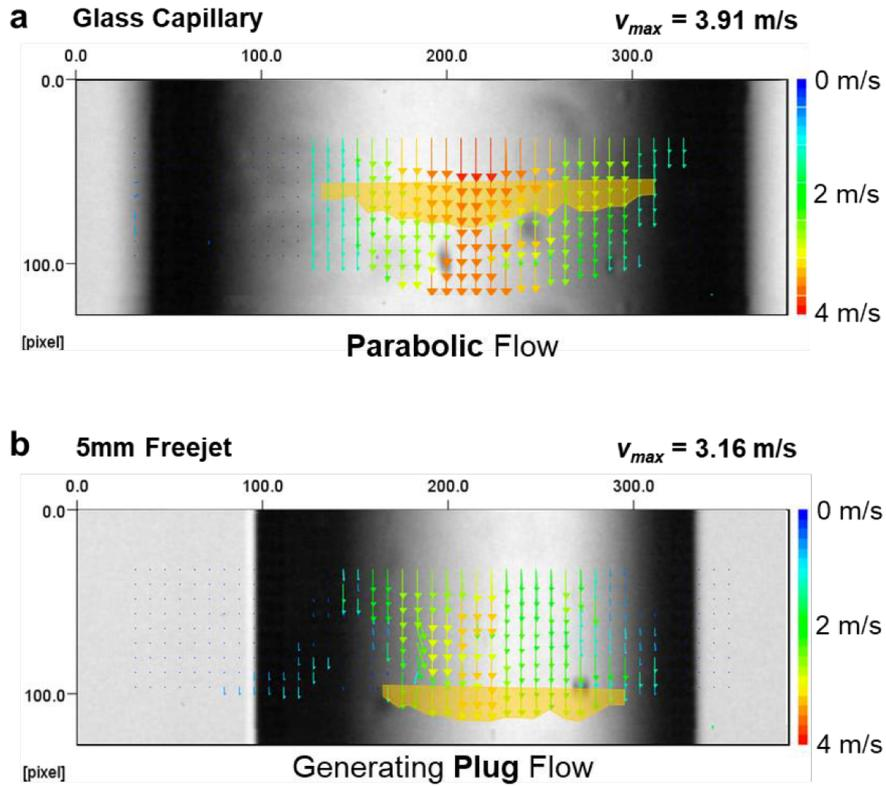 a Glass Capillary vmax = 3.91 m/s
0.0 100.0 200.0 300.0
0.0 0 m/s
2 m/s
100.0
4 m/s
[pixel] Parabolic Flow
b 5mm Freejet vmax = 3.16 m/s
0.0 100.0 200.0 300.0
0.0 0 m/s
2 m/s
100.0
4 m/s
[pixel] Generating Plug Flow